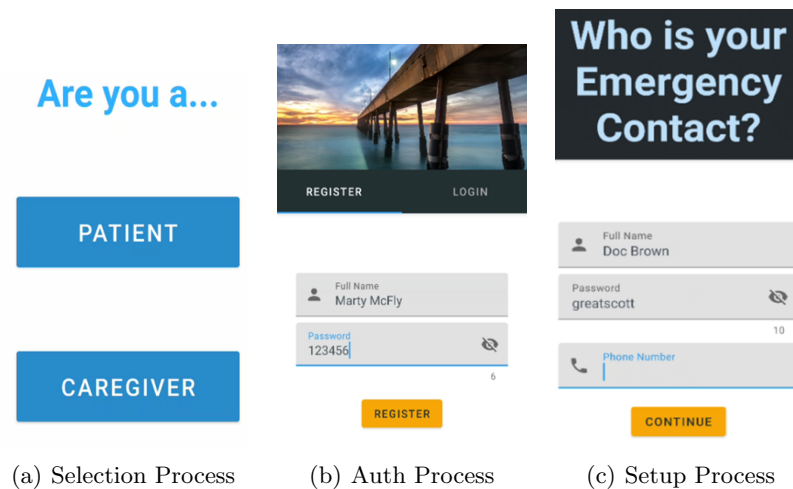 Are you a...
PATIENT
CAREGIVER
(a) Selection Process
REGISTER LOGIN
Full Name
Marty McFly
Password
123456
6
REGISTER
(b) Auth Process
Who is your
Emergency
Contact?
Full Name
Doc Brown
Password
greatscott
10
Phone Number
CONTINUE
(c) Setup Process